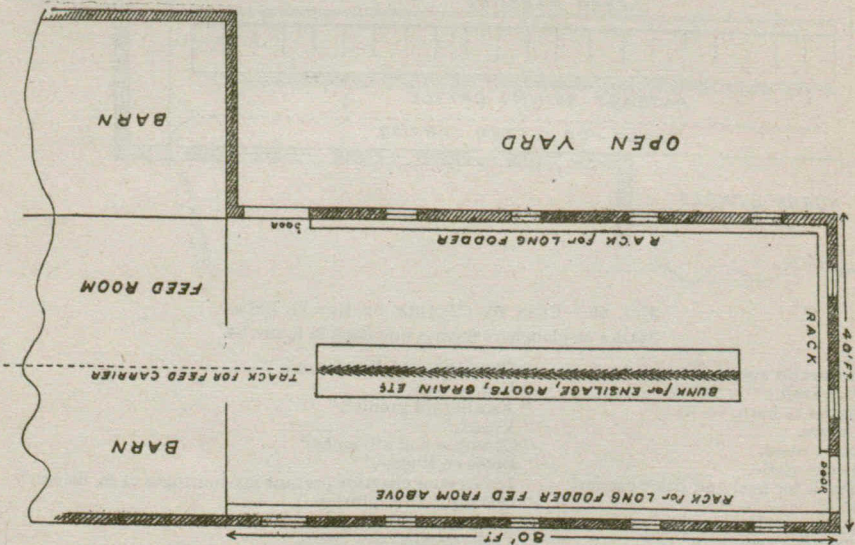 80' FT
RACK for LONG FODDER FED FROM ABOVE
DOOR
BARN
BUNK for ENSILAGE, ROOTS, GRAIN ETC
TRACK FOR FEED CARRIER
40' FT
RACK
FEED ROOM
RACK for LONG FODDER
DOOR
OPEN YARD
BARN